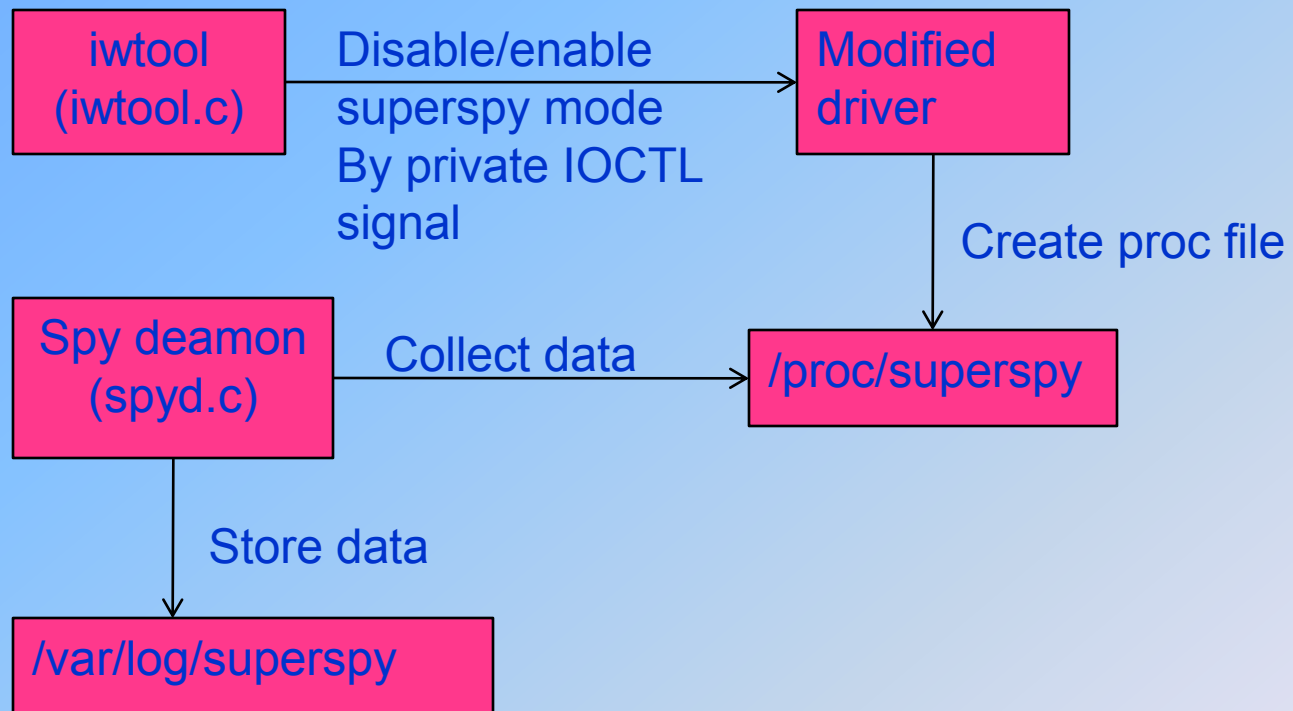 iwtool
(iwtool.c)
Disable/enable
superspy mode
By private IOCTL
signal
Modified
driver
Create proc file
Spy deamon
(spyd.c)
Collect data
/proc/superspy
Store data
/var/log/superspy